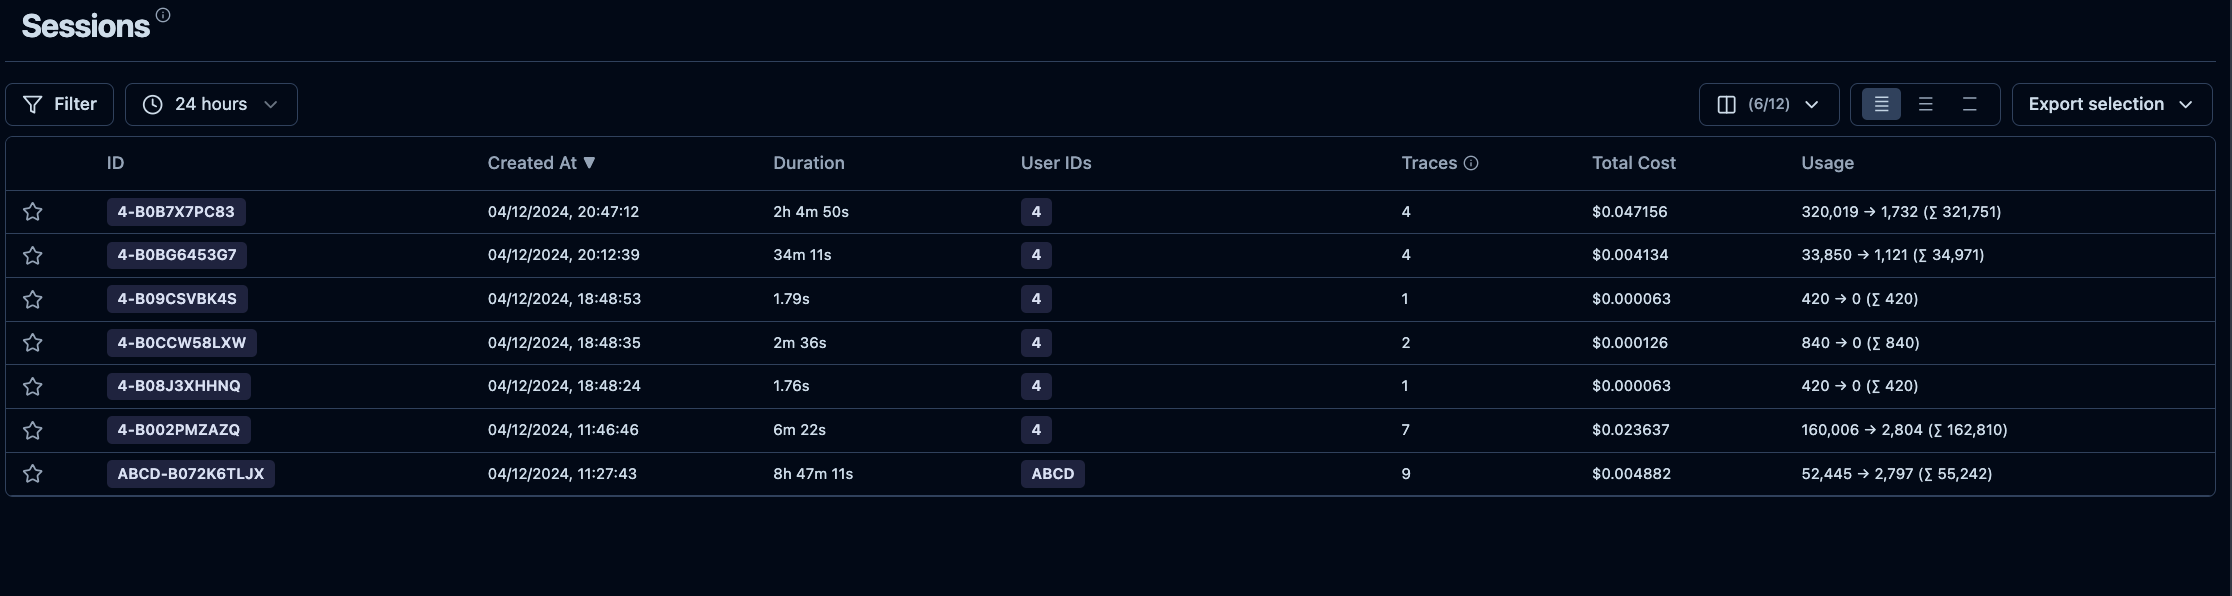 Sessions
Filter 24 hours (6/12) Export selection
ID Created At ▼ Duration User IDs Traces Total Cost Usage
4-B0B7X7PC83 04/12/2024, 20:47:12 2h 4m 50s 4 4 $0.047156 320,019 → 1,732 (∑ 321,751)
4-B0BG6453G7 04/12/2024, 20:12:39 34m 11s 4 4 $0.004134 33,850 → 1,121 (∑ 34,971)
4-B09CSVBK4S 04/12/2024, 18:48:53 1.79s 4 1 $0.000063 420 → 0 (∑ 420)
4-B0CCW58LXW 04/12/2024, 18:48:35 2m 36s 4 2 $0.000126 840 → 0 (∑ 840)
4-B08J3XHHNQ 04/12/2024, 18:48:24 1.76s 4 1 $0.000063 420 → 0 (∑ 420)
4-B002PMZAZQ 04/12/2024, 11:46:46 6m 22s 4 7 $0.023637 160,006 → 2,804 (∑ 162,810)
ABCD-B072K6TLJX 04/12/2024, 11:27:43 8h 47m 11s ABCD 9 $0.004882 52,445 → 2,797 (∑ 55,242)